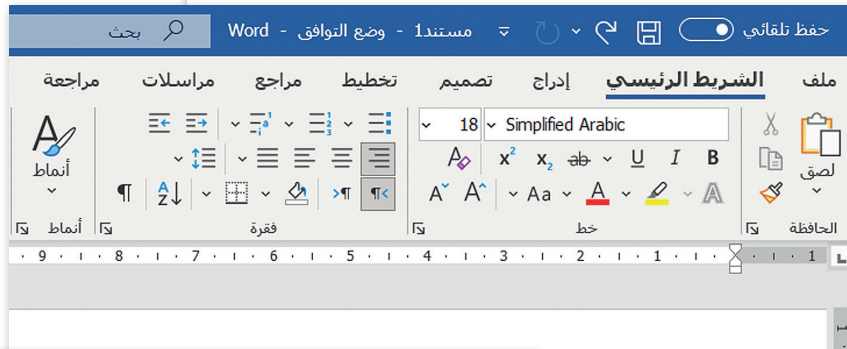 حفظ تلقائي مستند1 - وضع التوافق - Word بحث
ملف الشريط الرئيسي إدراج تصميم تخطيط مراجع مراسلات مراجعة
Simplified Arabic 18
لصق B I U ab x₂ x² A
أنماط
A A Aa A A A Z
الحافظة خط فقرة أنماط
1 1 2 3 4 5 6 7 8 9